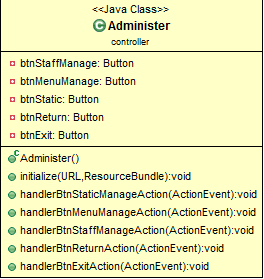 <<Java Class>>
Administer
controller
btnStaffManage: Button
btnMenuManage: Button
btnStatic: Button
btnReturn: Button
btnExit: Button
Administer()
initialize(URL,ResourceBundle):void
handlerBtnStaticManageAction(ActionEvent):void
handlerBtnMenuManageAction(ActionEvent):void
handlerBtnStaffManageAction(ActionEvent):void
handlerBtnReturnAction(ActionEvent):void
handlerBtnExitAction(ActionEvent):void